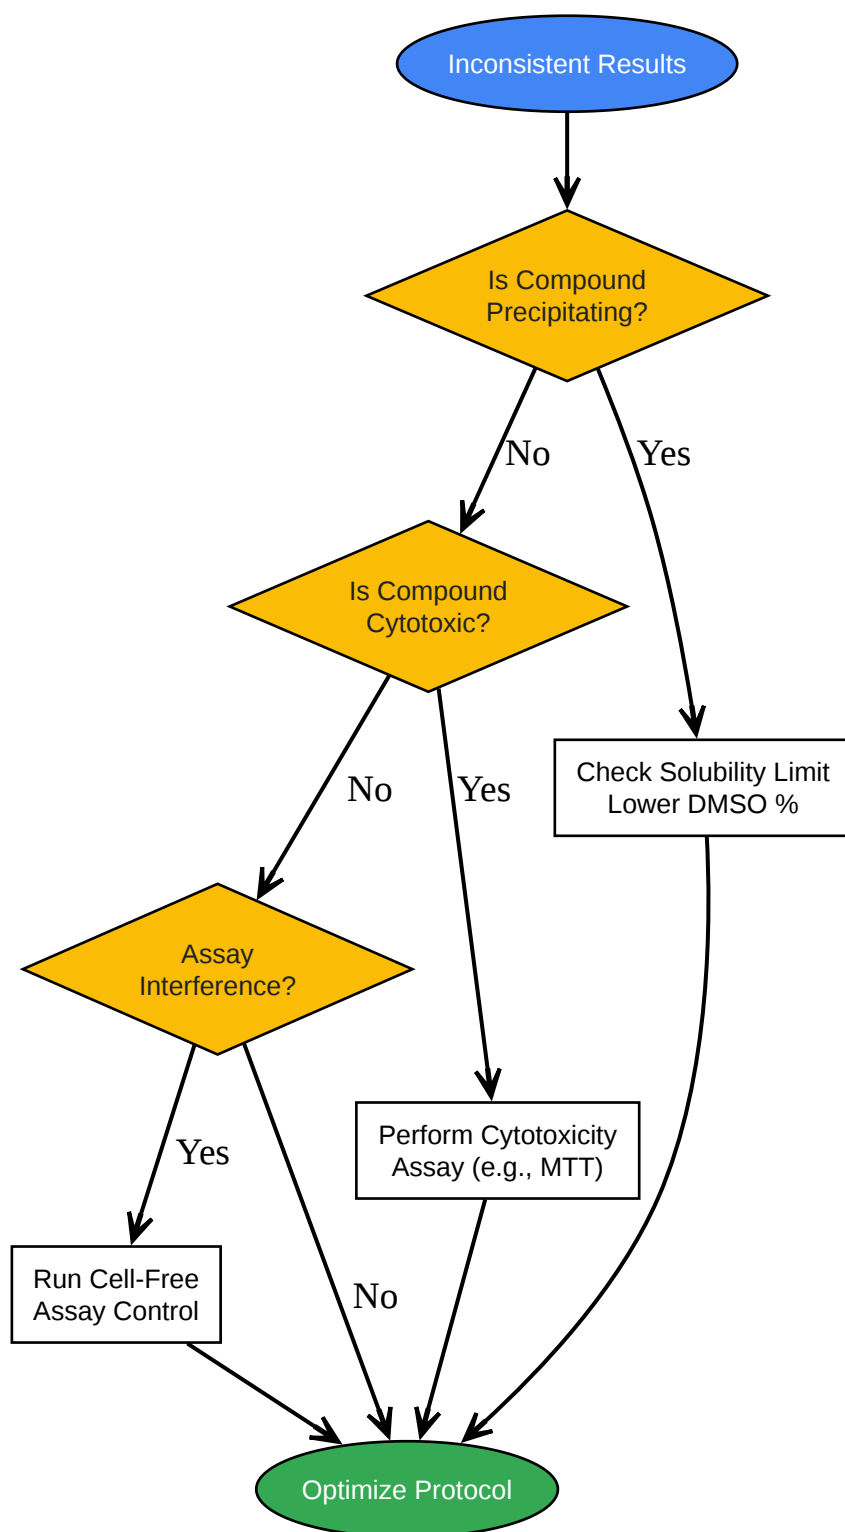 Inconsistent Results
Is Compound
Precipitating?
No
Yes
Is Compound
Cytotoxic?
Check Solubility Limit
Lower DMSO %
No
Yes
Assay
Interference?
Perform Cytotoxicity
Assay (e.g., MTT)
Yes
Run Cell-Free
Assay Control
No
Optimize Protocol